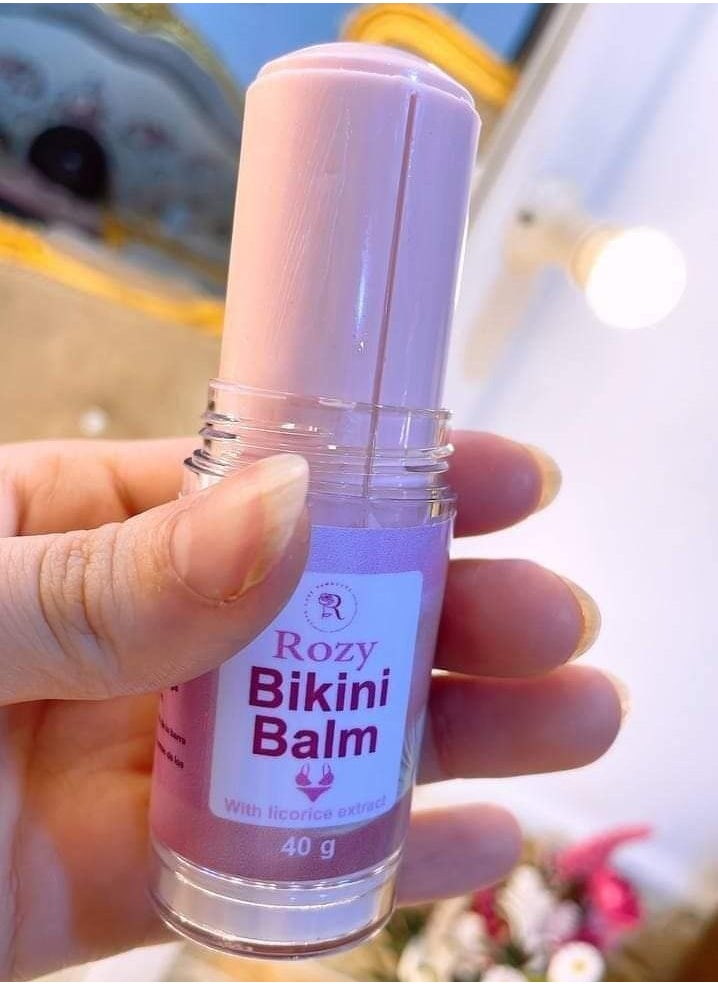 R
Rozy
Bikini
Balm
With licorice extract
40 g